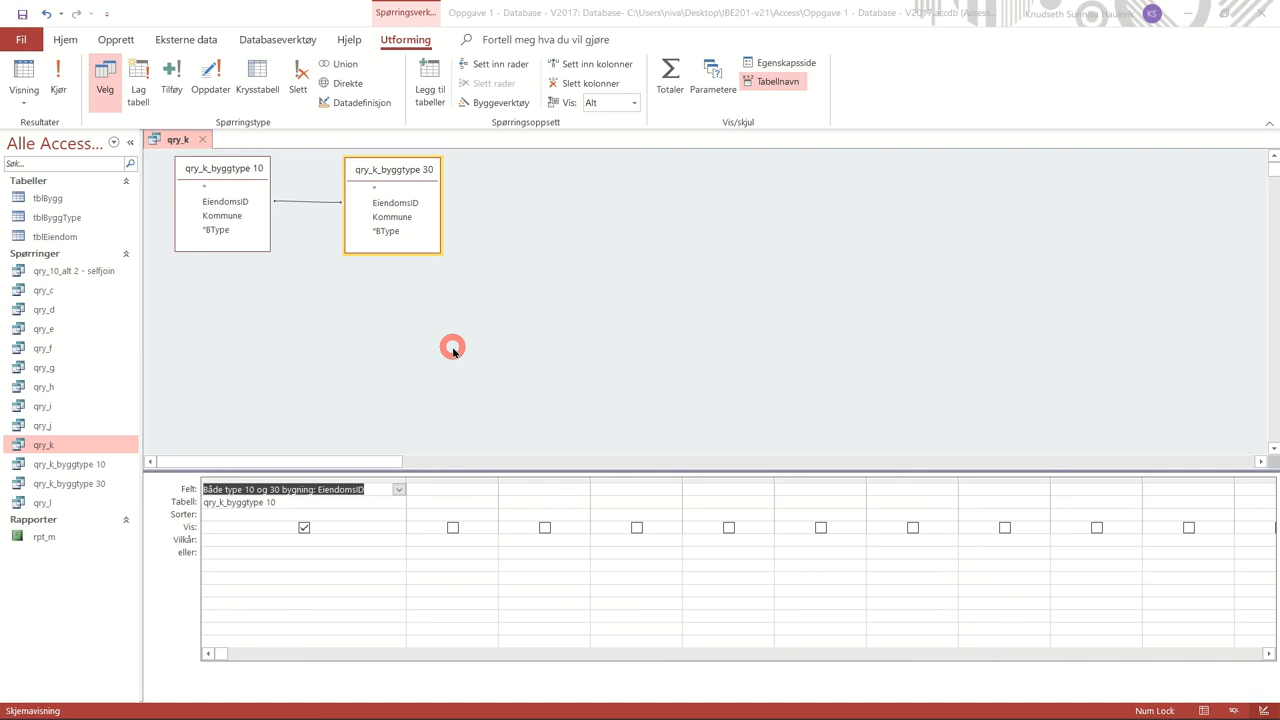 Spørringsverk...
Oppgave 1 - Database - V2017: Database- C:\Users\niva\Desktop\IBE201-v21\Access\Oppgave 1 - Database - V2017.accdb (Acces...
Knudseth Sunniva Naukvik
KS
Fil Hjem Opprett Eksterne data Databaseverktøy Hjelp Utforming Fortell meg hva du vil gjøre
Visning
Kjør
Velg
Lag tabell
Tilføy
Oppdater
Krysstabell
Slett
Union
Direkte
Datadefinisjon
Legg til tabeller
Sett inn rader
Slett rader
Byggeverktøy
Sett inn kolonner
Slett kolonner
Vis: Alt
Totaler
Parametere
Egenskapsside
Tabellnavn
XYZ
Resultater
Spørringstype
Spørringsoppsett
Vis/skjul
Alle Access...
Søk...
Tabeller
tblBygg
tblByggType
tblEiendom
Spørringer
qry_10_alt 2 - selfjoin
qry_c
qry_d
qry_e
qry_f
qry_g
qry_h
qry_i
qry_j
qry_k
qry_k_byggtype 10
qry_k_byggtype 30
qry_l
Rapporter
rpt_m
qry_k
qry_k_byggtype 10
*
EiendomsID
Kommune
*BType
qry_k_byggtype 30
*
EiendomsID
Kommune
*BType
Felt: Både type 10 og 30 bygning: EiendomsID
Tabell: qry_k_byggtype 10
Sorter:
Vis:
Vilkår:
eller:
Skjemavisning
Num Lock
SQL